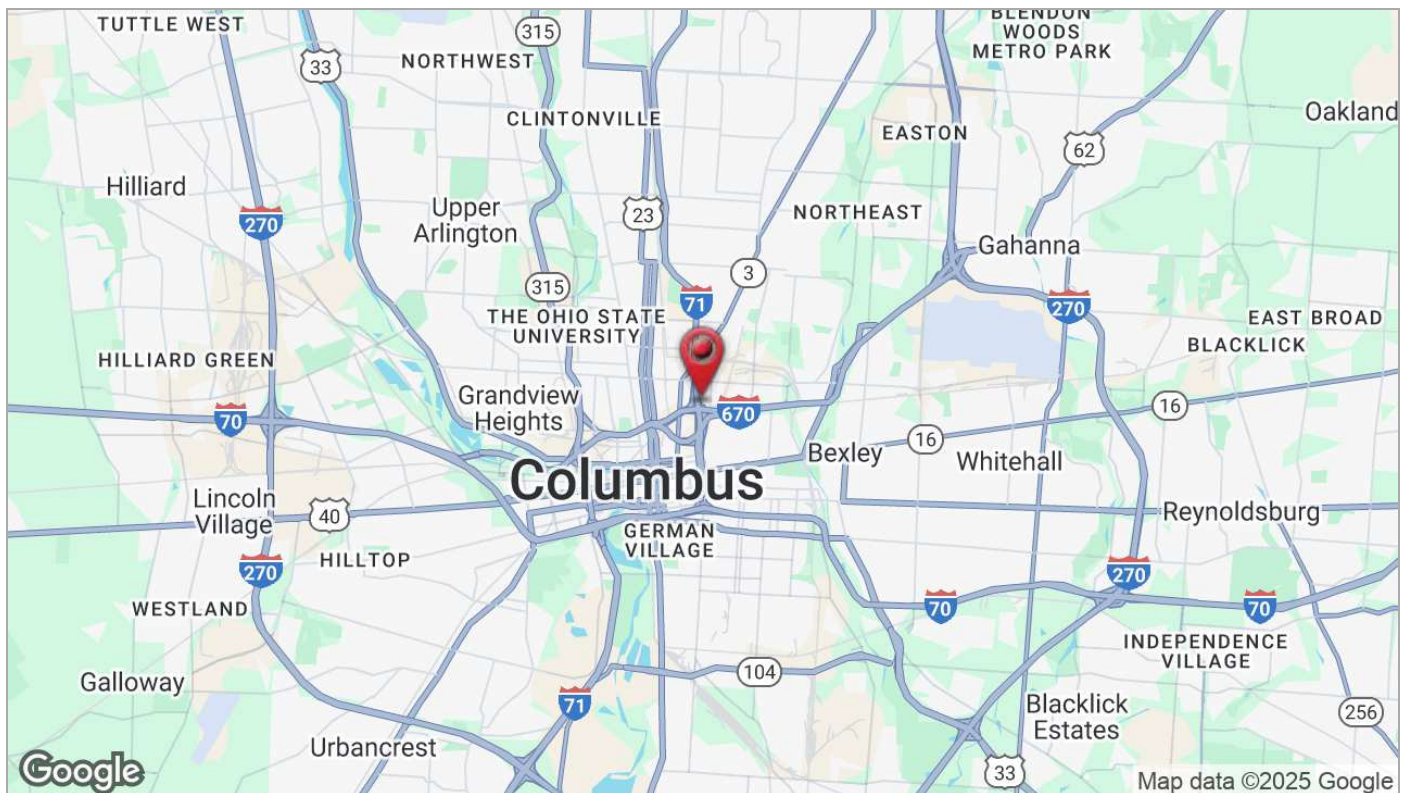 TUTTLE WEST
315
BLENDON
WOODS
METRO PARK
33
NORTHWEST
CLINTONVILLE
EASTON
Oakland
62
Hilliard
270
Upper
Arlington
23
NORTHEAST
Gahanna
3
315
71
270
THE OHIO STATE
UNIVERSITY
EAST BROAD
BLACKLICK
HILLIARD GREEN
Grandview
Heights
70
670
16
16
Bexley
Whitehall
Columbus
Lincoln
Village
40
Reynoldsburg
GERMAN
VILLAGE
HILLTOP
270
270
WESTLAND
70
70
INDEPENDENCE
VILLAGE
104
Galloway
71
Blacklick
Estates
256
Urbancrest
33
Google
Map data ©2025 Google